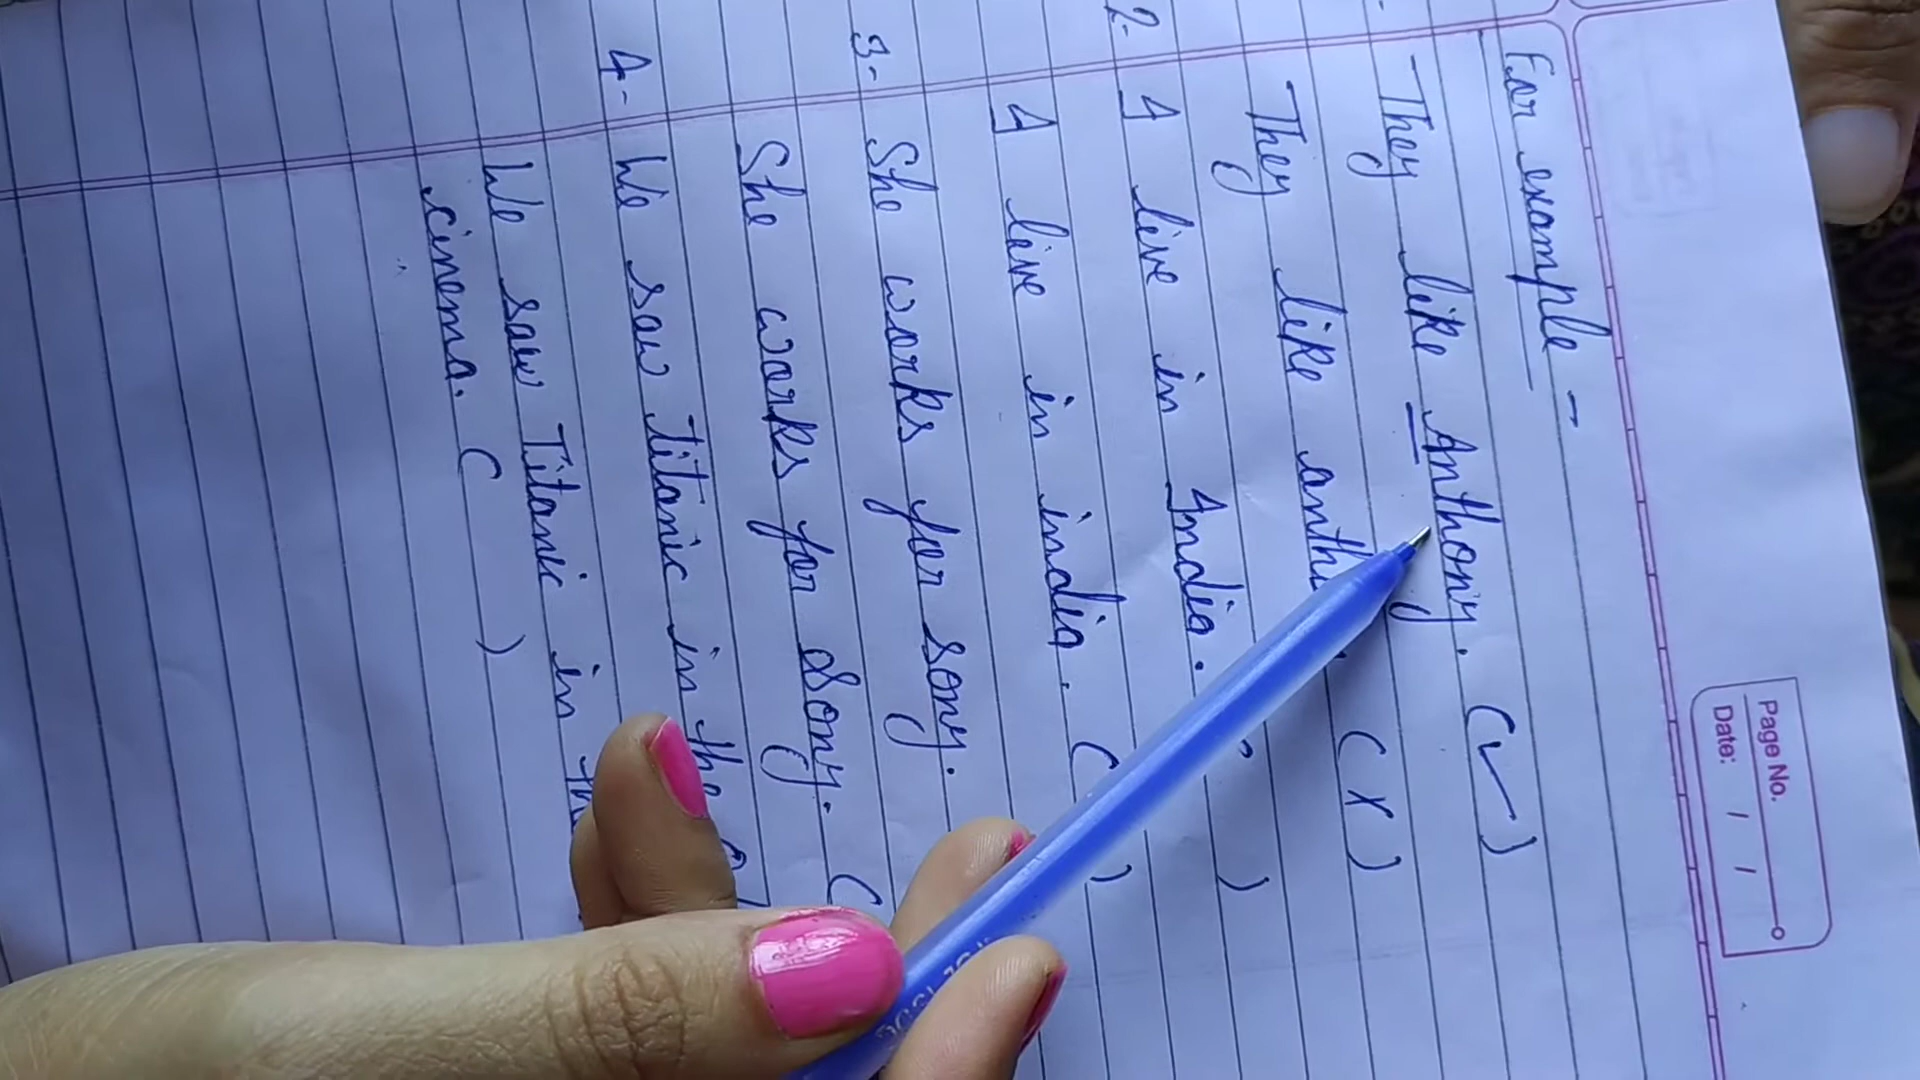 Page No.
Date: / /
For example -
They like Anthony. (✓)
They like anth (x)
2. I live in India. )
I live in india. ( )
3- She works for sony.
She works for Sony. (
4- We saw titanic in the
We saw Titanic in th
cinema. ( )